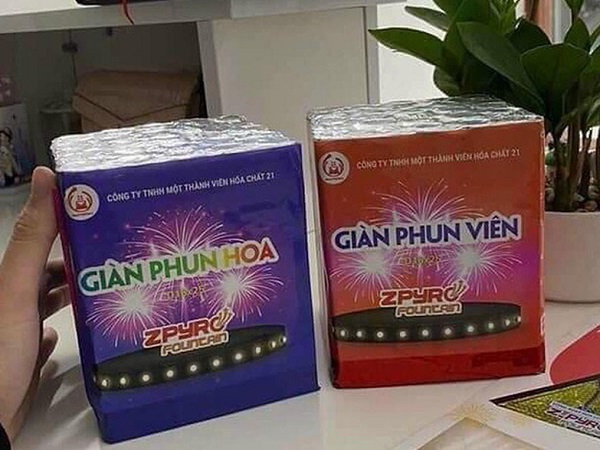 CÔNG TY TNHH MỘT THÀNH VIÊN HÓA CHẤT 21
GIÀN PHUN HOA
ZPYRO
FOUNTAIN
CÔNG TY TNHH MỘT THÀNH VIÊN HÓA CHẤT 21
GIÀN PHUN VIÊN
ZPYRO
FOUNTAIN
ZPYRO